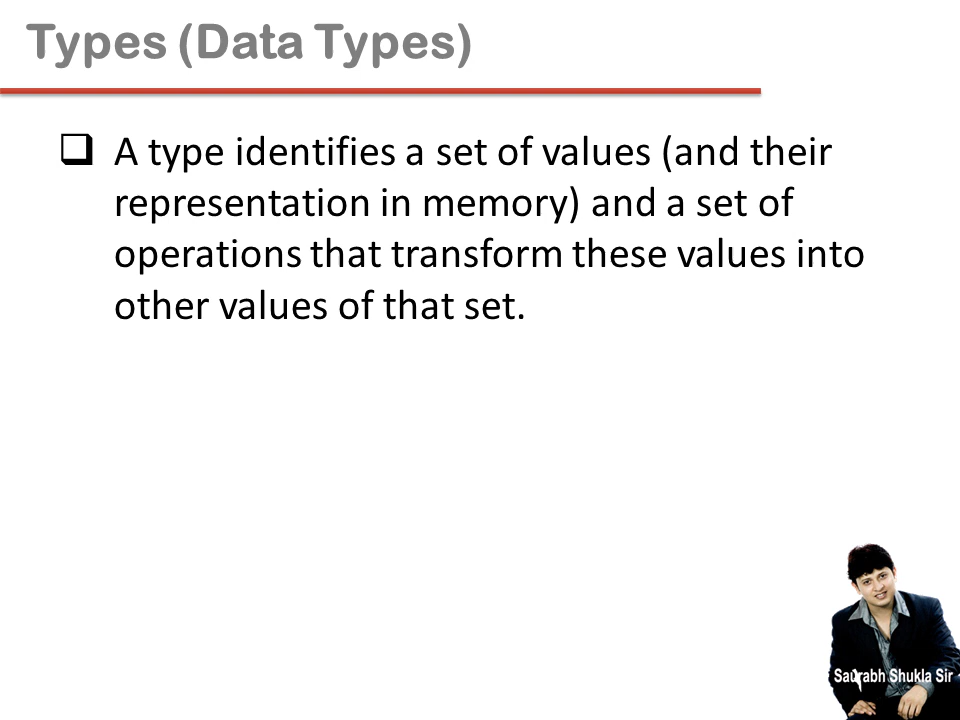 Types (Data Types)
A type identifies a set of values (and their
representation in memory) and a set of
operations that transform these values into
other values of that set.
Saurabh Shukla Sir